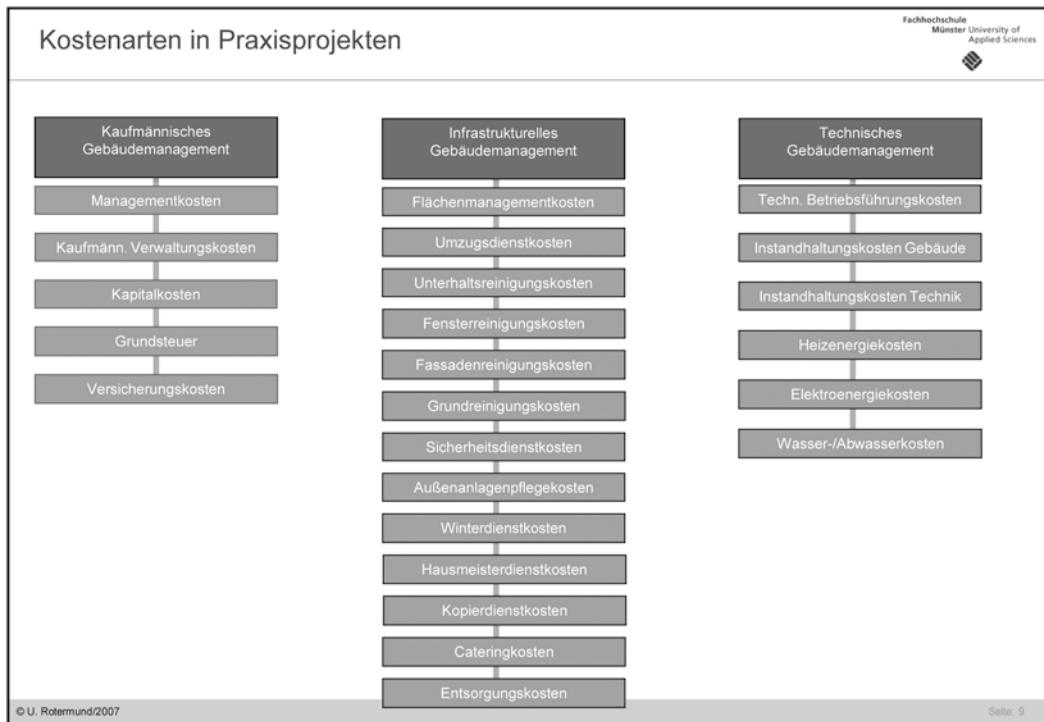 Kostenarten in Praxisprojekten
Fachhochschule
Münster University of
Applied Sciences
Kaufmännisches
Gebäudemanagement
Managementkosten
Kaufmänn. Verwaltungskosten
Kapitalkosten
Grundsteuer
Versicherungskosten
Infrastrukturelles
Gebäudemanagement
Flächenmanagementkosten
Umzugsdienstkosten
Unterhaltsreinigungskosten
Fensterreinigungskosten
Fassadenreinigungskosten
Grundreinigungskosten
Sicherheitsdienstkosten
Außenanlagenpflegekosten
Winterdienstkosten
Hausmeisterdienstkosten
Kopierdienstkosten
Cateringkosten
Entsorgungskosten
Technisches
Gebäudemanagement
Techn. Betriebsführungskosten
Instandhaltungskosten Gebäude
Instandhaltungskosten Technik
Heizenergiekosten
Elektroenergiekosten
Wasser-/Abwasserkosten
© U. Rotermund/2007
Seite: 9